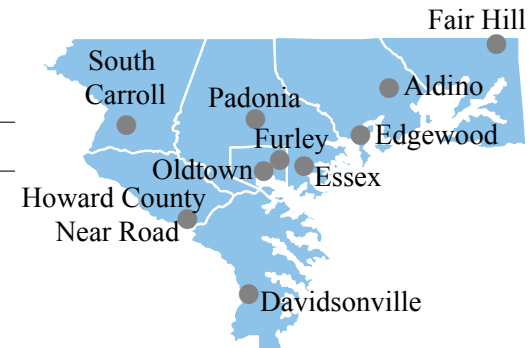 Fair Hill
South
Carroll
Aldino
Padonia
Furley
Edgewood
Oldtown
Essex
Howard County
Near Road
Davidsonville